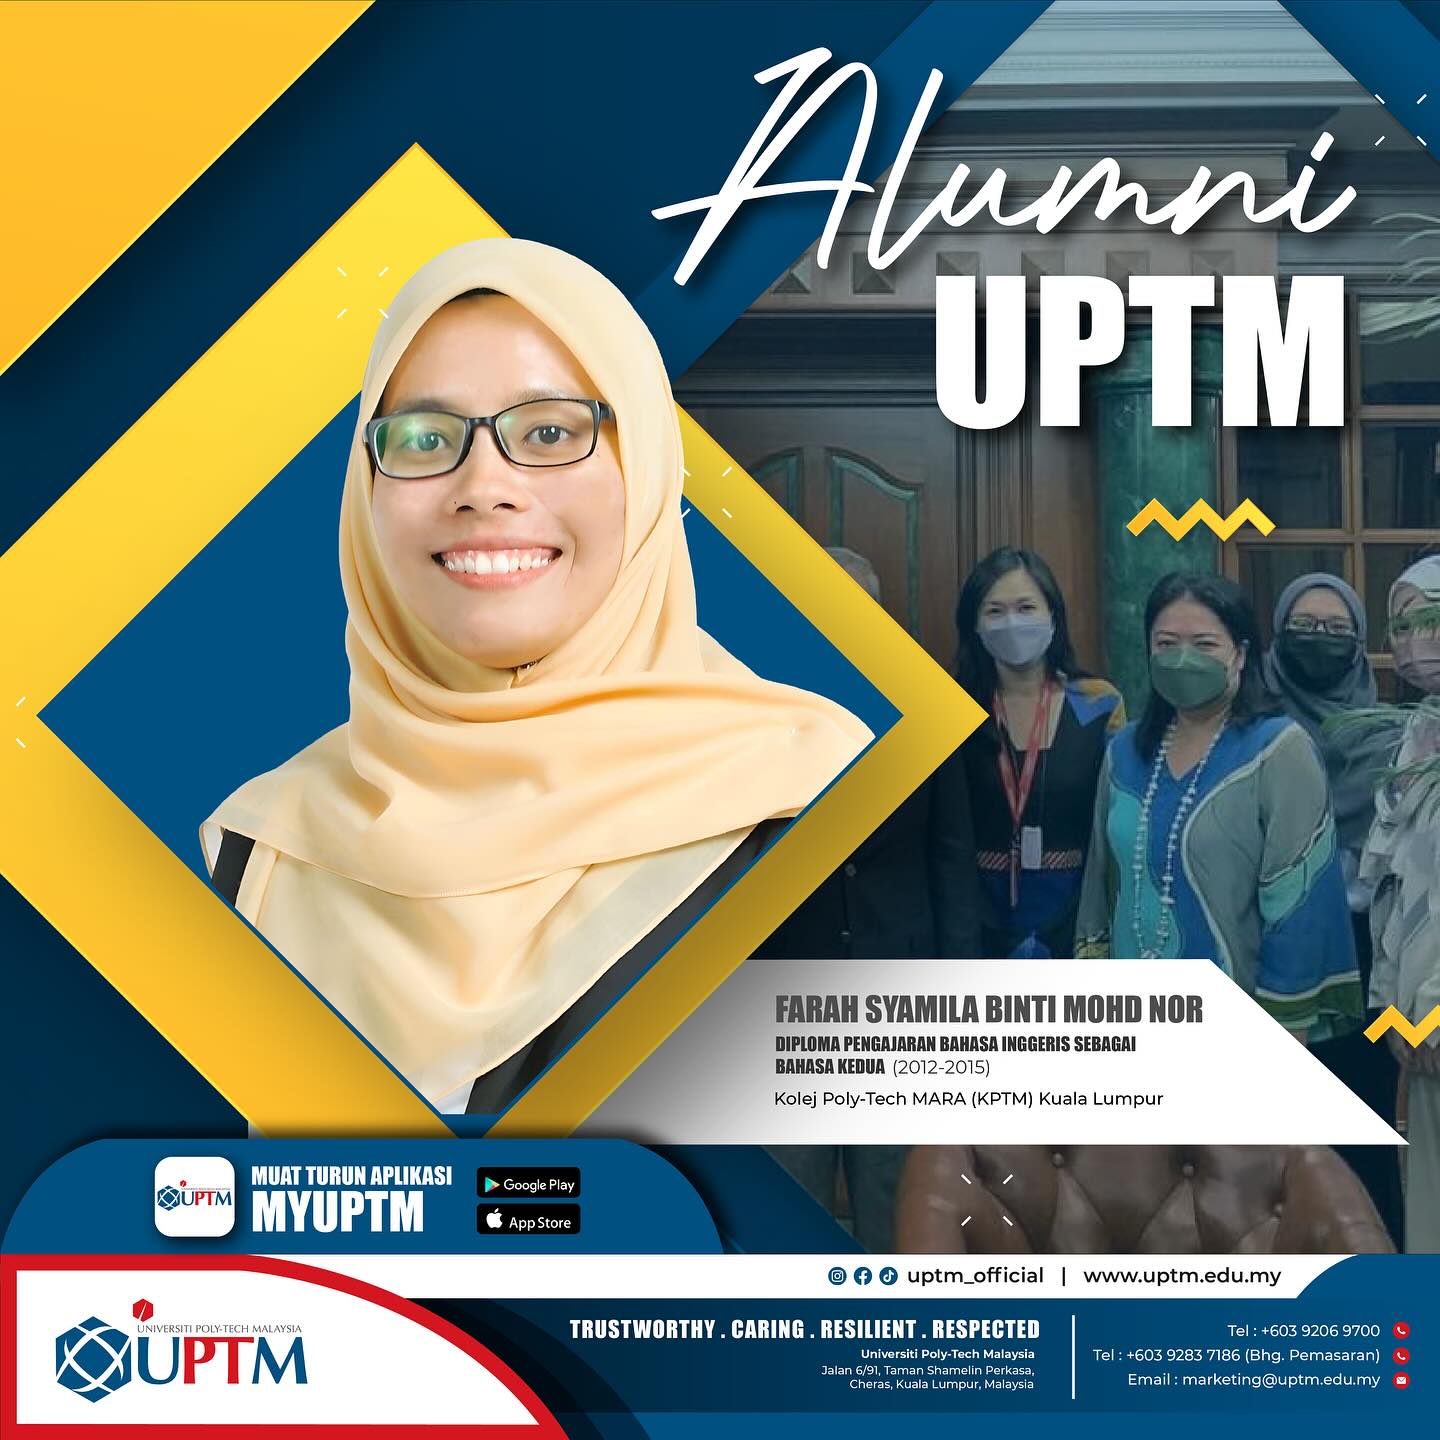 Alumni
UPTM
FARAH SYAMILA BINTI MOHD NOR
DIPLOMA PENGAJARAN BAHASA INGGERIS SEBAGAI
BAHASA KEDUA (2012-2015)
Kolej Poly-Tech MARA (KPTM) Kuala Lumpur
UPTM
MUAT TURUN APLIKASI
MYUPTM
Google Play
App Store
uptm_official | www.uptm.edu.my
UNIVERSITI POLY-TECH MALAYSIA
UPTM
TRUSTWORTHY . CARING . RESILIENT . RESPECTED
Universiti Poly-Tech Malaysia
Jalan 6/91, Taman Shamelin Perkasa,
Cheras, Kuala Lumpur, Malaysia
Tel : +603 9206 9700
Tel : +603 9283 7186 (Bhg. Pemasaran)
Email : marketing@uptm.edu.my